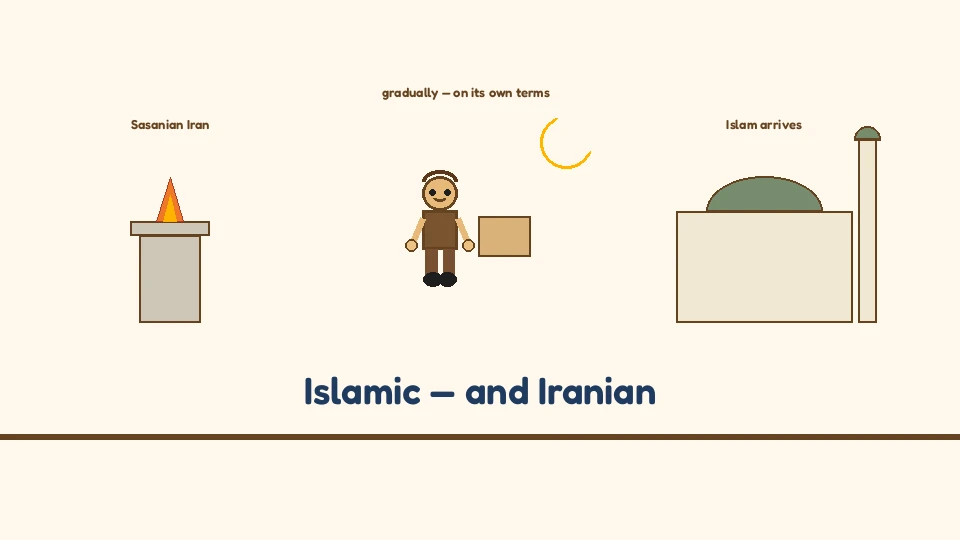 gradually — on its own terms
Sasanian Iran
Islam arrives
Islamic — and Iranian